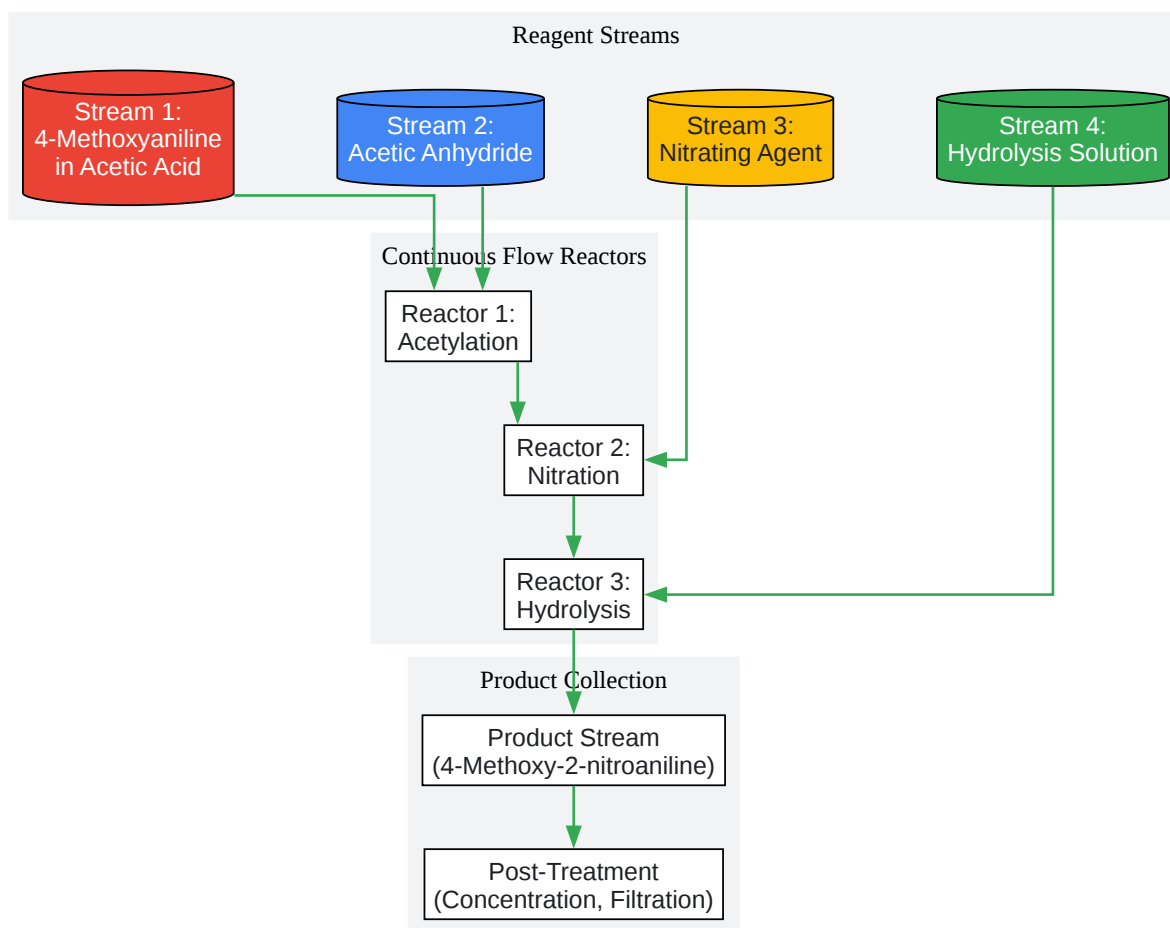 Reagent Streams
Stream 1:
4-Methoxyaniline
in Acetic Acid
Stream 2:
Acetic Anhydride
Stream 3:
Nitrating Agent
Stream 4:
Hydrolysis Solution
Continuous Flow Reactors
Reactor 1:
Acetylation
Reactor 2:
Nitration
Reactor 3:
Hydrolysis
Product Collection
Product Stream
(4-Methoxy-2-nitroaniline)
Post-Treatment
(Concentration, Filtration)